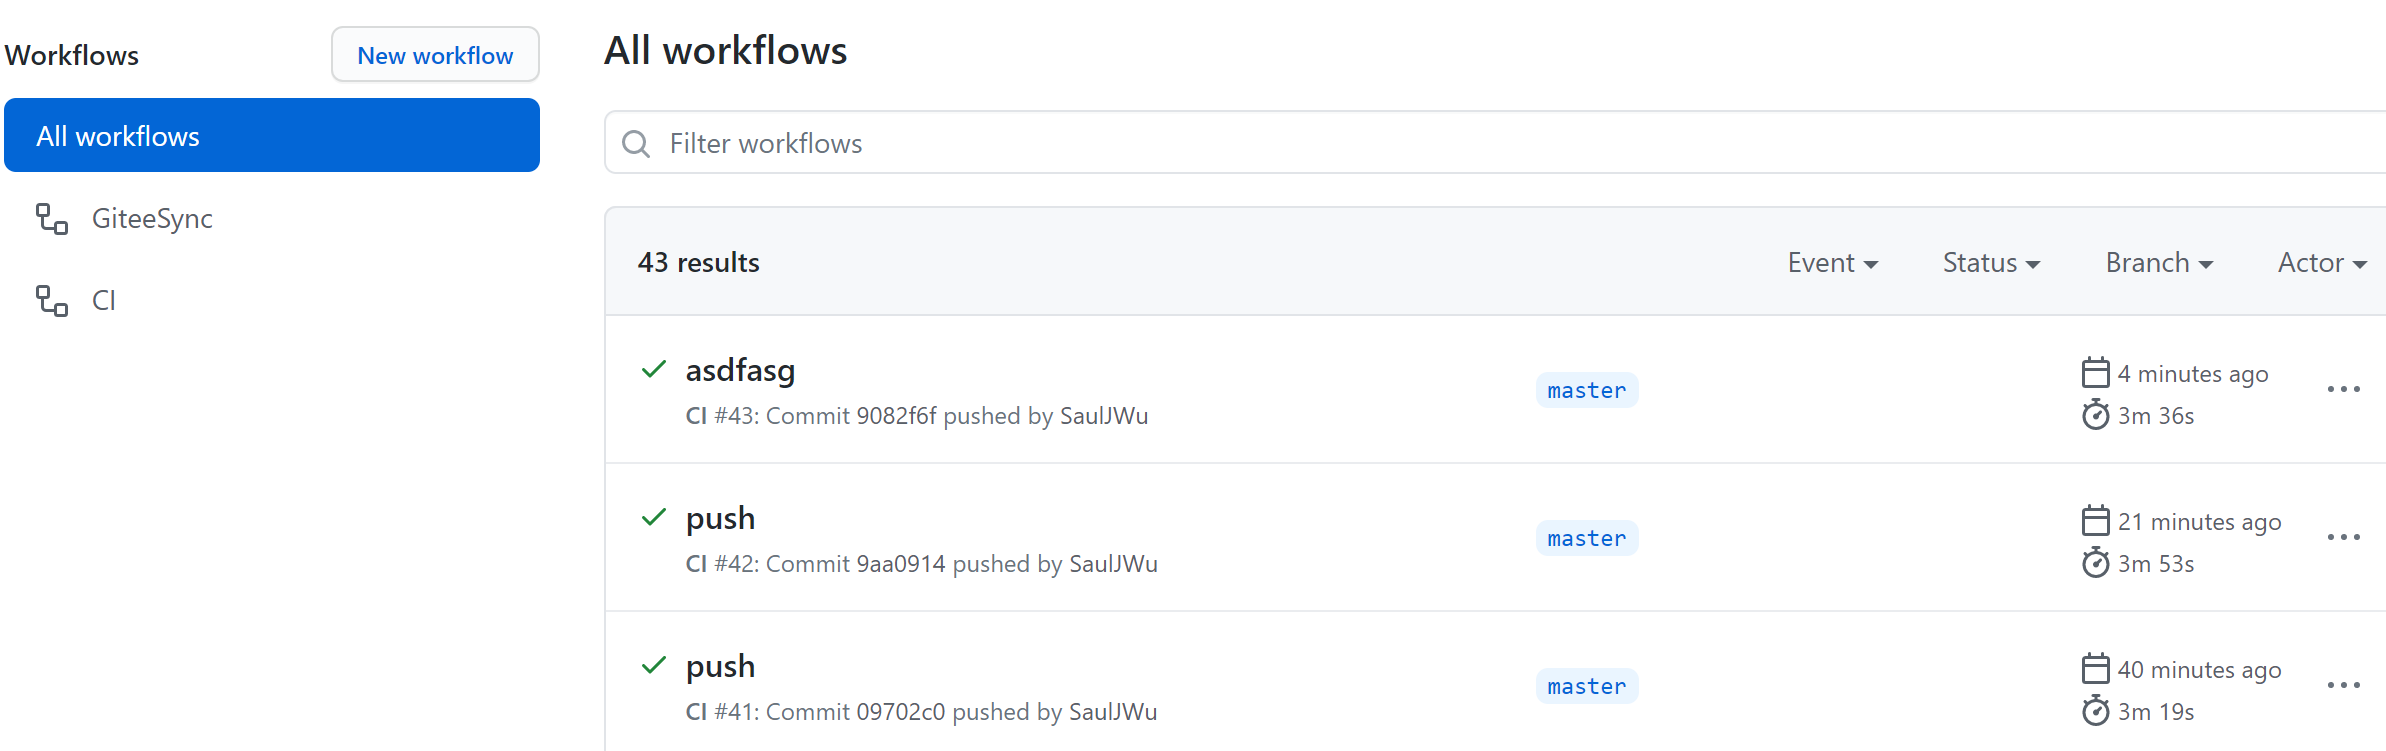 Workflows
New workflow
All workflows
GiteeSync
CI
All workflows
Filter workflows
43 results
Event
Status
Branch
Actor
asdfasg
CI #43: Commit 9082f6f pushed by SaulJWu
master
4 minutes ago
3m 36s
push
CI #42: Commit 9aa0914 pushed by SaulJWu
master
21 minutes ago
3m 53s
push
CI #41: Commit 09702c0 pushed by SaulJWu
master
40 minutes ago
3m 19s